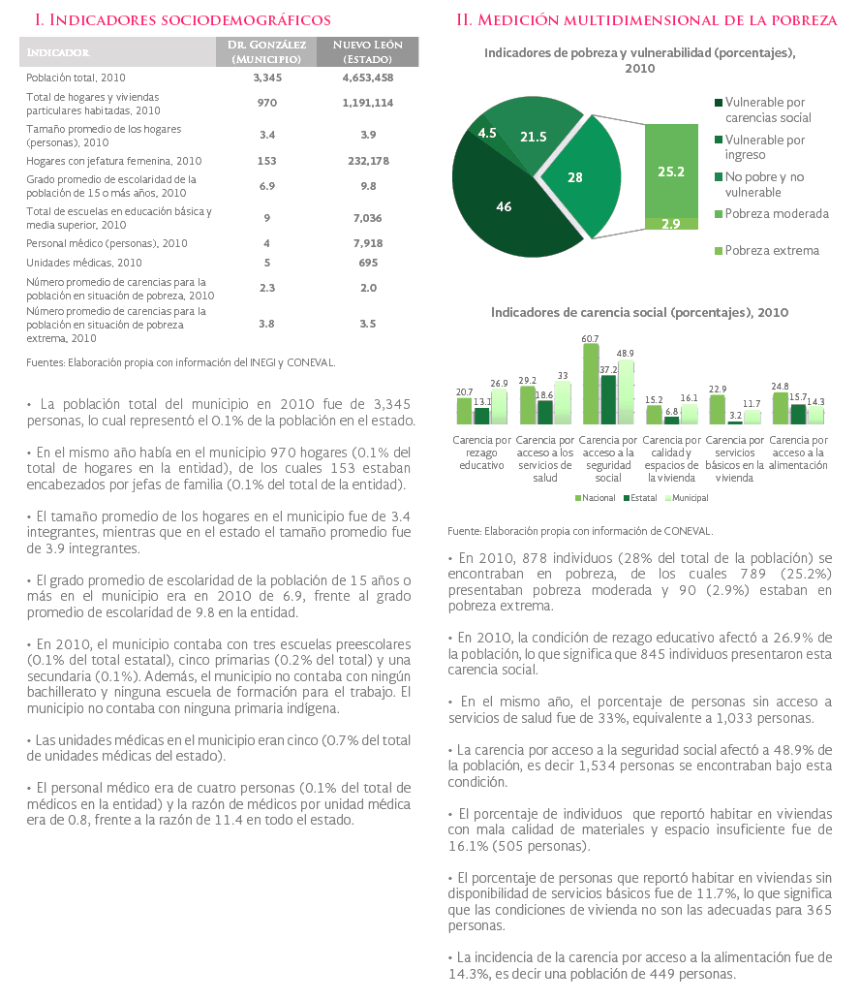 I. Indicadores sociodemográficos
Indicador
Dr. González
(Municipio)
Nuevo León
(Estado)
Población total, 2010 3,345 4,653,458
Total de hogares y viviendas
particulares habitadas, 2010 970 1,191,114
Tamaño promedio de los hogares
(personas), 2010 3.4 3.9
Hogares con jefatura femenina, 2010 153 232,178
Grado promedio de escolaridad de la
población de 15 o más años, 2010 6.9 9.8
Total de escuelas en educación básica y
media superior, 2010 9 7,036
Personal médico (personas), 2010 4 7,918
Unidades médicas, 2010 5 695
Número promedio de carencias para la
población en situación de pobreza, 2010 2.3 2.0
Número promedio de carencias para la
población en situación de pobreza
extrema, 2010 3.8 3.5
Fuentes: Elaboración propia con información del INEGI y CONEVAL.
• La población total del municipio en 2010 fue de 3,345
personas, lo cual representó el 0.1% de la población en el estado.
• En el mismo año había en el municipio 970 hogares (0.1% del
total de hogares en la entidad), de los cuales 153 estaban
encabezados por jefas de familia (0.1% del total de la entidad).
• El tamaño promedio de los hogares en el municipio fue de 3.4
integrantes, mientras que en el estado el tamaño promedio fue
de 3.9 integrantes.
• El grado promedio de escolaridad de la población de 15 años o
más en el municipio era en 2010 de 6.9, frente al grado
promedio de escolaridad de 9.8 en la entidad.
• En 2010, el municipio contaba con tres escuelas preescolares
(0.1% del total estatal), cinco primarias (0.2% del total) y una
secundaria (0.1%). Además, el municipio no contaba con ningún
bachillerato y ninguna escuela de formación para el trabajo. El
municipio no contaba con ninguna primaria indígena.
• Las unidades médicas en el municipio eran cinco (0.7% del total
de unidades médicas del estado).
• El personal médico era de cuatro personas (0.1% del total de
médicos en la entidad) y la razón de médicos por unidad médica
era de 0.8, frente a la razón de 11.4 en todo el estado.
II. Medición multidimensional de la pobreza
Indicadores de pobreza y vulnerabilidad (porcentajes),
2010
46
4.5
21.5
28
25.2
2.9
Vulnerable por
carencias social
Vulnerable por
ingreso
No pobre y no
vulnerable
Pobreza moderada
Pobreza extrema
Indicadores de carencia social (porcentajes), 2010
20.7 13.1 26.9
29.2 18.6 33
60.7 37.2 48.9
15.2 6.8 16.1
22.9 3.2 11.7
24.8 15.7 14.3
Carencia por
rezago
educativo
Carencia por
acceso a los
servicios de
salud
Carencia por
acceso a la
seguridad
social
Carencia por
calidad y
espacios de
la vivienda
Carencia por
servicios
básicos en la
vivienda
Carencia por
acceso a la
alimentación
Nacional Estatal Municipal
Fuente: Elaboración propia con información de CONEVAL.
• En 2010, 878 individuos (28% del total de la población) se
encontraban en pobreza, de los cuales 789 (25.2%)
presentaban pobreza moderada y 90 (2.9%) estaban en
pobreza extrema.
• En 2010, la condición de rezago educativo afectó a 26.9% de
la población, lo que significa que 845 individuos presentaron esta
carencia social.
• En el mismo año, el porcentaje de personas sin acceso a
servicios de salud fue de 33%, equivalente a 1,033 personas.
• La carencia por acceso a la seguridad social afectó a 48.9% de
la población, es decir 1,534 personas se encontraban bajo esta
condición.
• El porcentaje de individuos que reportó habitar en viviendas
con mala calidad de materiales y espacio insuficiente fue de
16.1% (505 personas).
• El porcentaje de personas que reportó habitar en viviendas sin
disponibilidad de servicios básicos fue de 11.7%, lo que significa
que las condiciones de vivienda no son las adecuadas para 365
personas.
• La incidencia de la carencia por acceso a la alimentación fue de
14.3%, es decir una población de 449 personas.